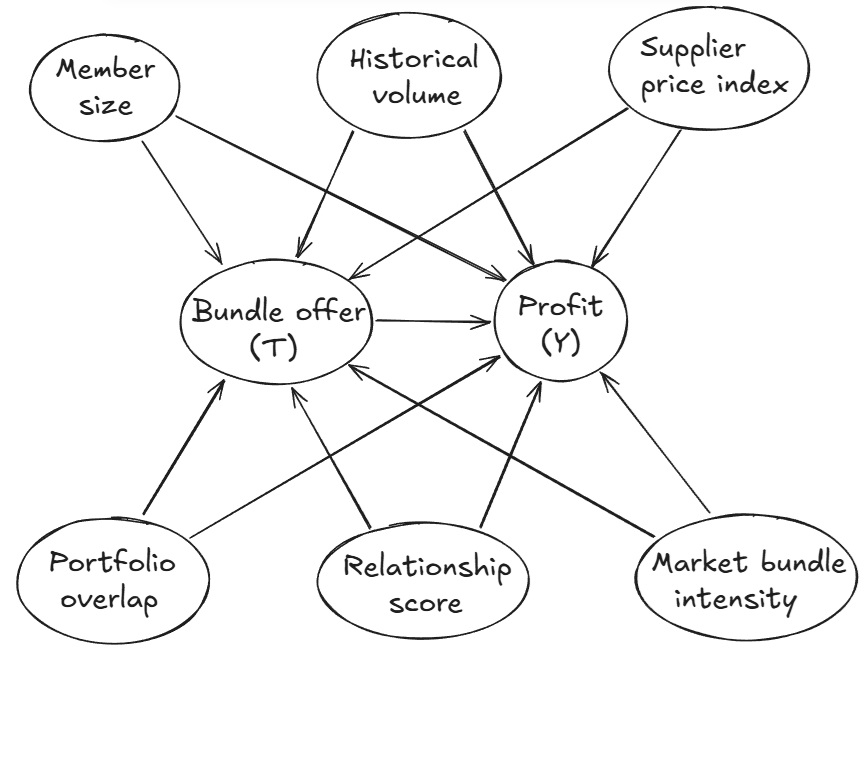 Member
size
Historical
volume
Supplier
price index
Bundle offer
(T)
Profit
(Y)
Portfolio
overlap
Relationship
score
Market bundle
intensity